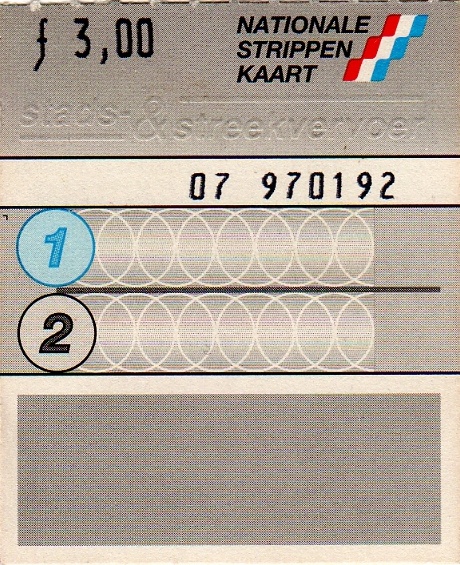 ƒ 3,00
NATIONALE
STRIPPEN
KAART
stads-& streekvervoer
07 970192
1
2